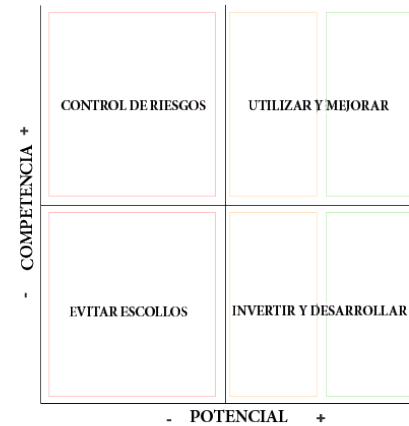 CONTROL DE RIESGOS
UTILIZAR Y MEJORAR
- COMPETENCIA +
EVITAR ESCOLLOS
INVERTIR Y DESARROLLAR
- POTENCIAL +